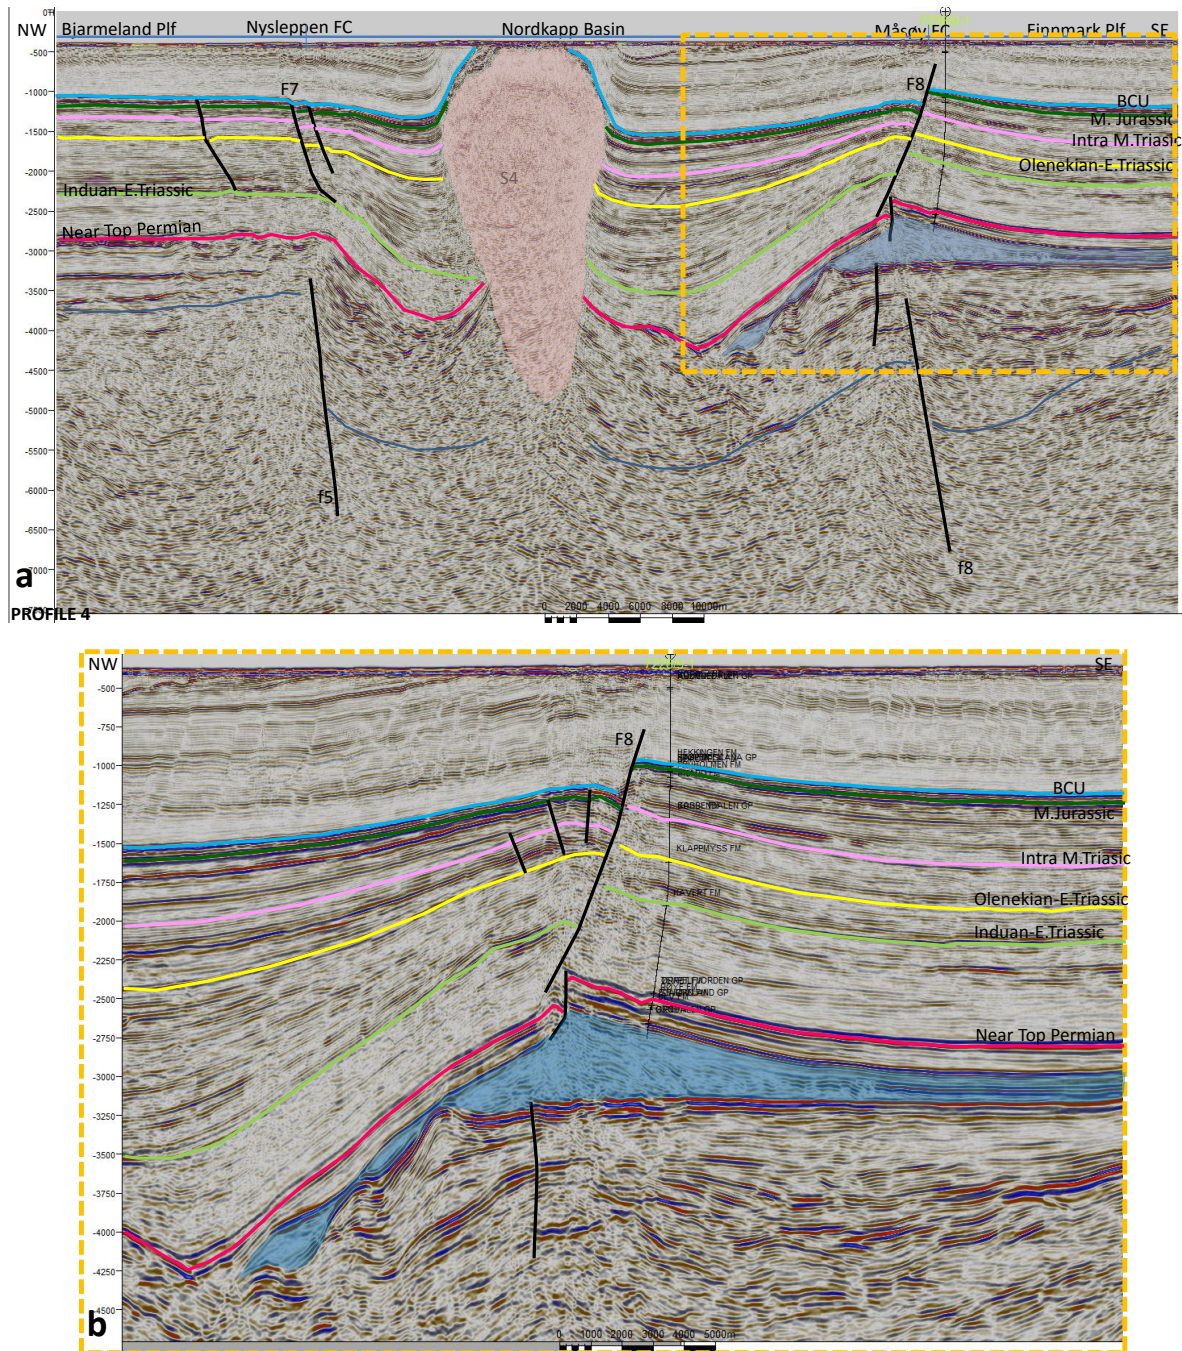 NW Bjarmeland Plf Nysleppen FC Nordkapp Basin Måsøy FC Finnmark Plf SE
0
-500
-1000
-1500
-2000
-2500
-3000
-3500
-4000
-4500
-5000
-5500
-6000
-6500
-7000
F7
F8
S4
BCU
M. Jurassic
Intra M.Triasic
Olenekian-E.Triassic
Induan-E.Triassic
Near Top Permian
f5
f8
a
PROFILE 4
0 2000 4000 6000 8000 10000m
NW SE
-500
-750
-1000
-1250
-1500
-1750
-2000
-2250
-2500
-2750
-3000
-3250
-3500
-3750
-4000
-4250
-4500
F8
HEKKINGEN FM
KLAPPMYSS FM
HAVERT FM
BCU
M.Jurassic
Intra M.Triasic
Olenekian-E.Triassic
Induan-E.Triassic
Near Top Permian
b
0 1000 2000 3000 4000 5000m